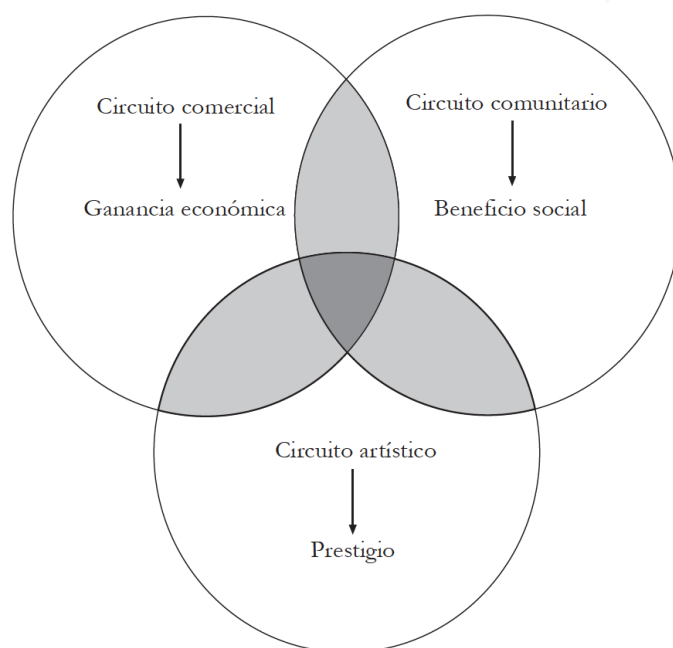 Circuito comercial
Ganancia económica
Circuito comunitario
Beneficio social
Circuito artístico
Prestigio